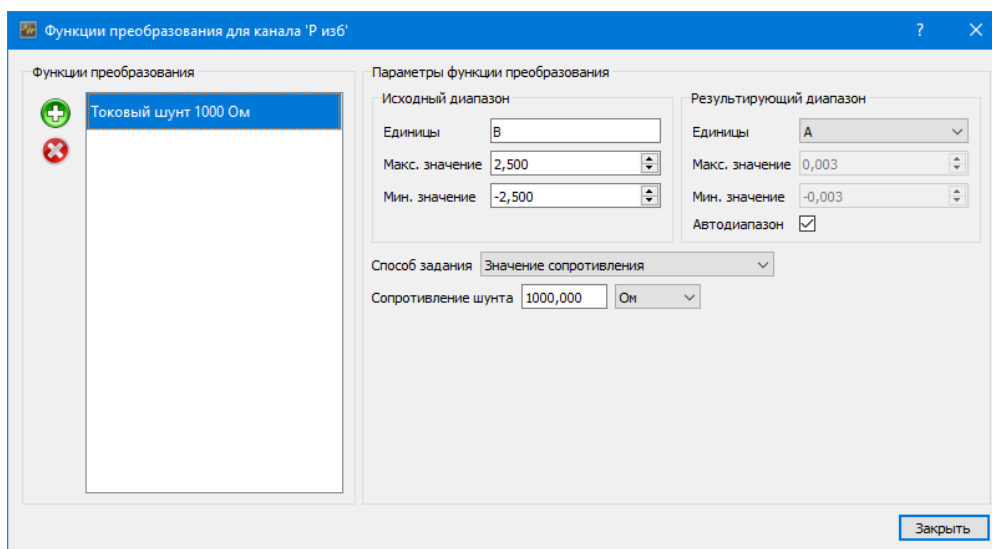 Функции преобразования для канала 'Р изб'
?
Функции преобразования
Токовый шунт 1000 Ом
Параметры функции преобразования
Исходный диапазон
Единицы В
Макс. значение 2,500
Мин. значение -2,500
Результирующий диапазон
Единицы А
Макс. значение 0,003
Мин. значение -0,003
Автодиапазон
Способ задания Значение сопротивления
Сопротивление шунта 1000,000 Ом
Закрыть